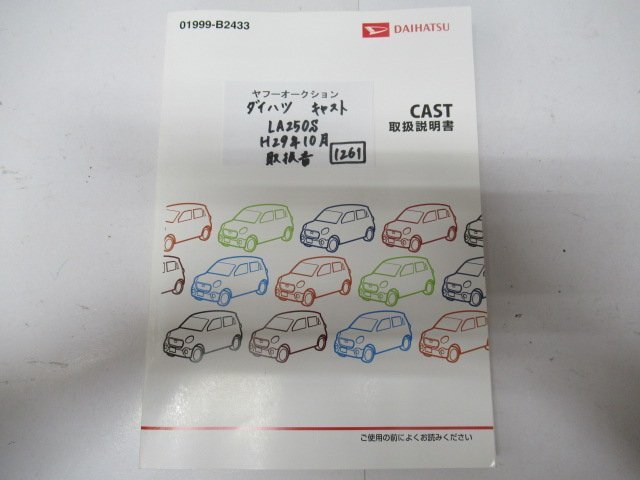 01999-B2433
DAIHATSU
ヤフーオークション
ダイハツ キャスト
LA250S
H29年10月
取扱書 1261
CAST
取扱説明書
ご使用の前によくお読みください